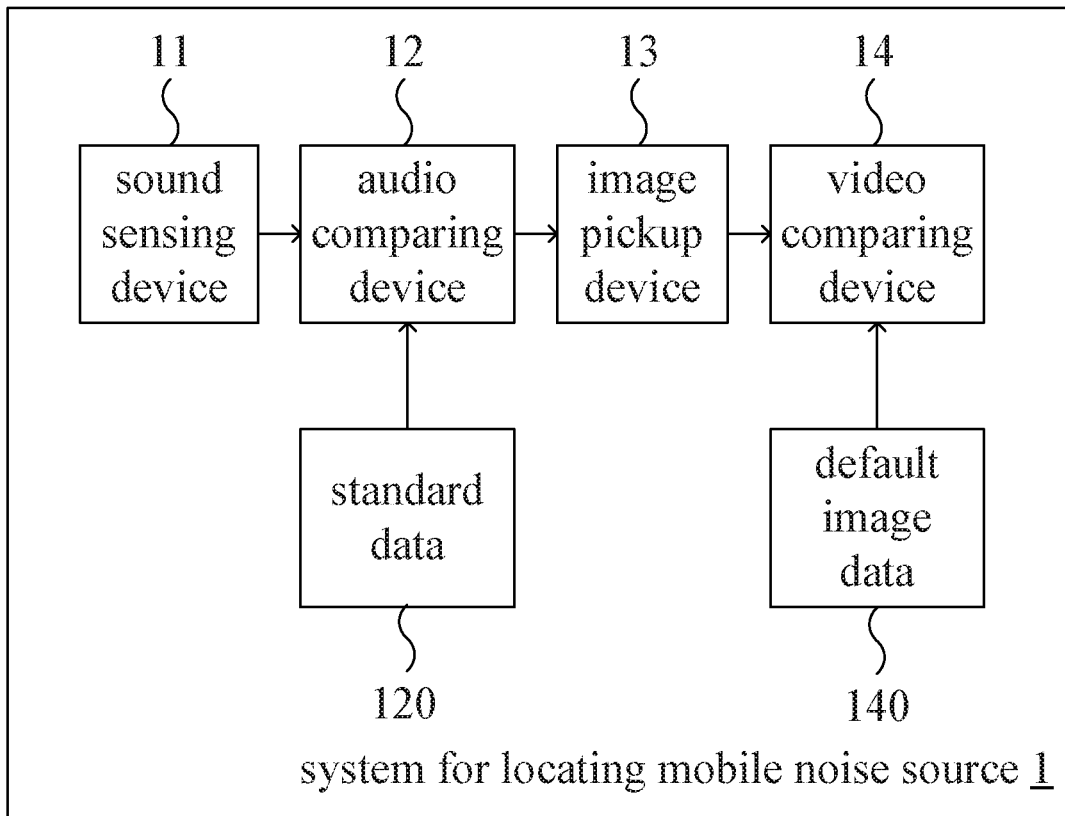 11
12
13
14
sound
sensing
device
audio
comparing
device
image
pickup
device
video
comparing
device
standard
data
default
image
data
120
140
system for locating mobile noise source 1